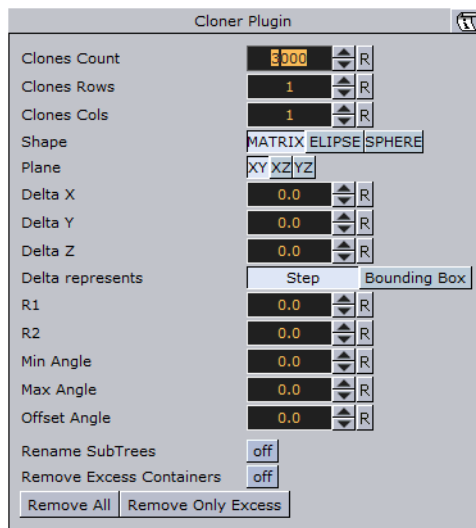 Cloner Plugin
Clones Count 3000 R
Clones Rows 1 R
Clones Cols 1 R
Shape MATRIX ELIPSE SPHERE
Plane XY XZ YZ
Delta X 0.0 R
Delta Y 0.0 R
Delta Z 0.0 R
Delta represents Step Bounding Box
R1 0.0 R
R2 0.0 R
Min Angle 0.0 R
Max Angle 0.0 R
Offset Angle 0.0 R
Rename SubTrees off
Remove Excess Containers off
Remove All Remove Only Excess